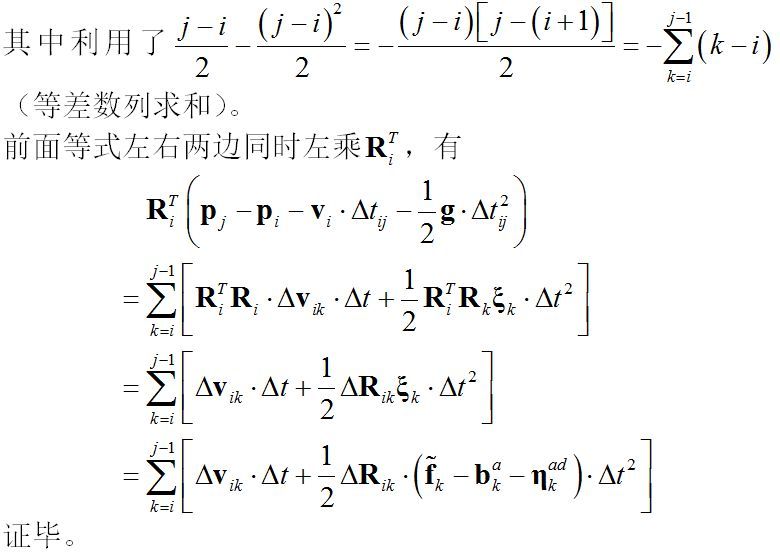 其中利用了 \frac{j-i}{2}-\frac{(j-i)^2}{2}=-\frac{(j-i)[j-(i+1)]}{2}=-\sum_{k=i}^{j-1}(k-i)
（等差数列求和）。
前面等式左右两边同时左乘\mathbf{R}_i^T，有
\mathbf{R}_i^T\left(\mathbf{p}_j-\mathbf{p}_i-\mathbf{v}_i\cdot\Delta t_{ij}-\frac{1}{2}\mathbf{g}\cdot\Delta t_{ij}^2\right)
=\sum_{k=i}^{j-1}\left[\mathbf{R}_i^T\mathbf{R}_i\cdot\Delta\mathbf{v}_{ik}\cdot\Delta t+\frac{1}{2}\mathbf{R}_i^T\mathbf{R}_k\boldsymbol{\xi}_k\cdot\Delta t^2\right]
=\sum_{k=i}^{j-1}\left[\Delta\mathbf{v}_{ik}\cdot\Delta t+\frac{1}{2}\Delta\mathbf{R}_{ik}\boldsymbol{\xi}_k\cdot\Delta t^2\right]
=\sum_{k=i}^{j-1}\left[\Delta\mathbf{v}_{ik}\cdot\Delta t+\frac{1}{2}\Delta\mathbf{R}_{ik}\cdot\left(\tilde{\mathbf{f}}_k-\mathbf{b}_k^a-\boldsymbol{\eta}_k^{ad}\right)\cdot\Delta t^2\right]
证毕。